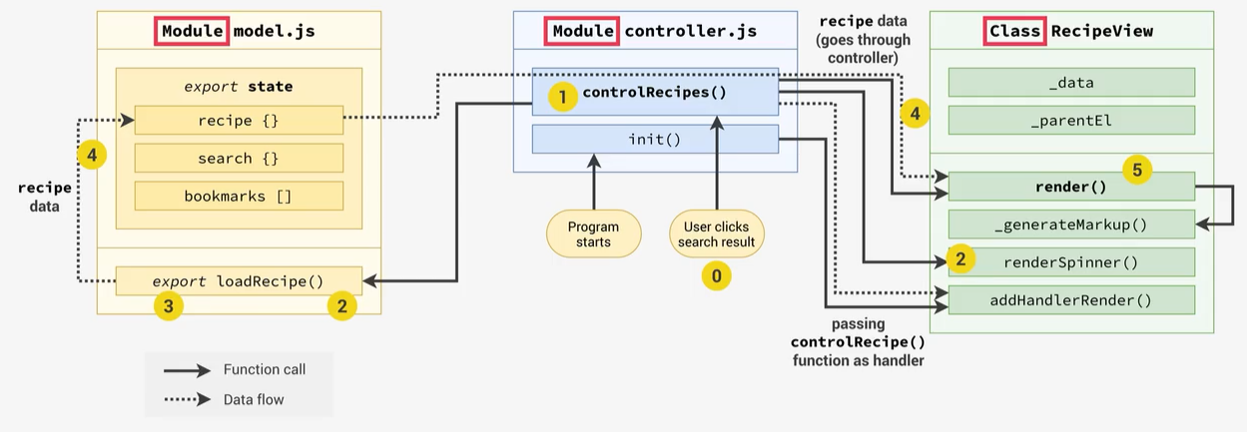 Module model.js
export state
recipe {}
search {}
bookmarks []
4
recipe
data
export loadRecipe()
3
2
Module controller.js
1
controlRecipes()
init()
Program
starts
User clicks
search result
0
recipe data
(goes through
controller)
4
Class RecipeView
_data
_parentEl
5
render()
_generateMarkup()
2
renderSpinner()
addHandlerRender()
passing
controlRecipe()
function as handler
Function call
Data flow